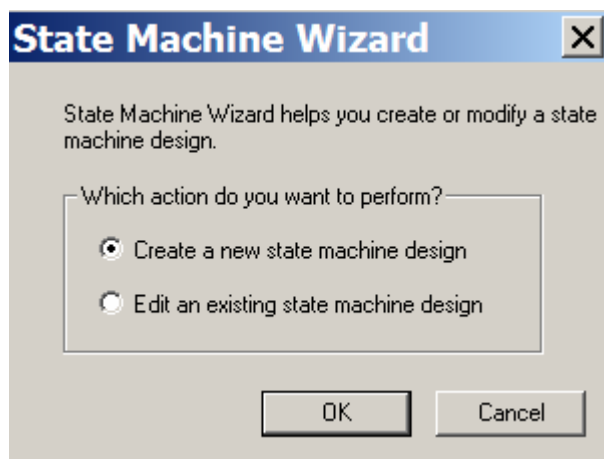 State Machine Wizard
State Machine Wizard helps you create or modify a state
machine design.
Which action do you want to perform?
Create a new state machine design
Edit an existing state machine design
OK
Cancel